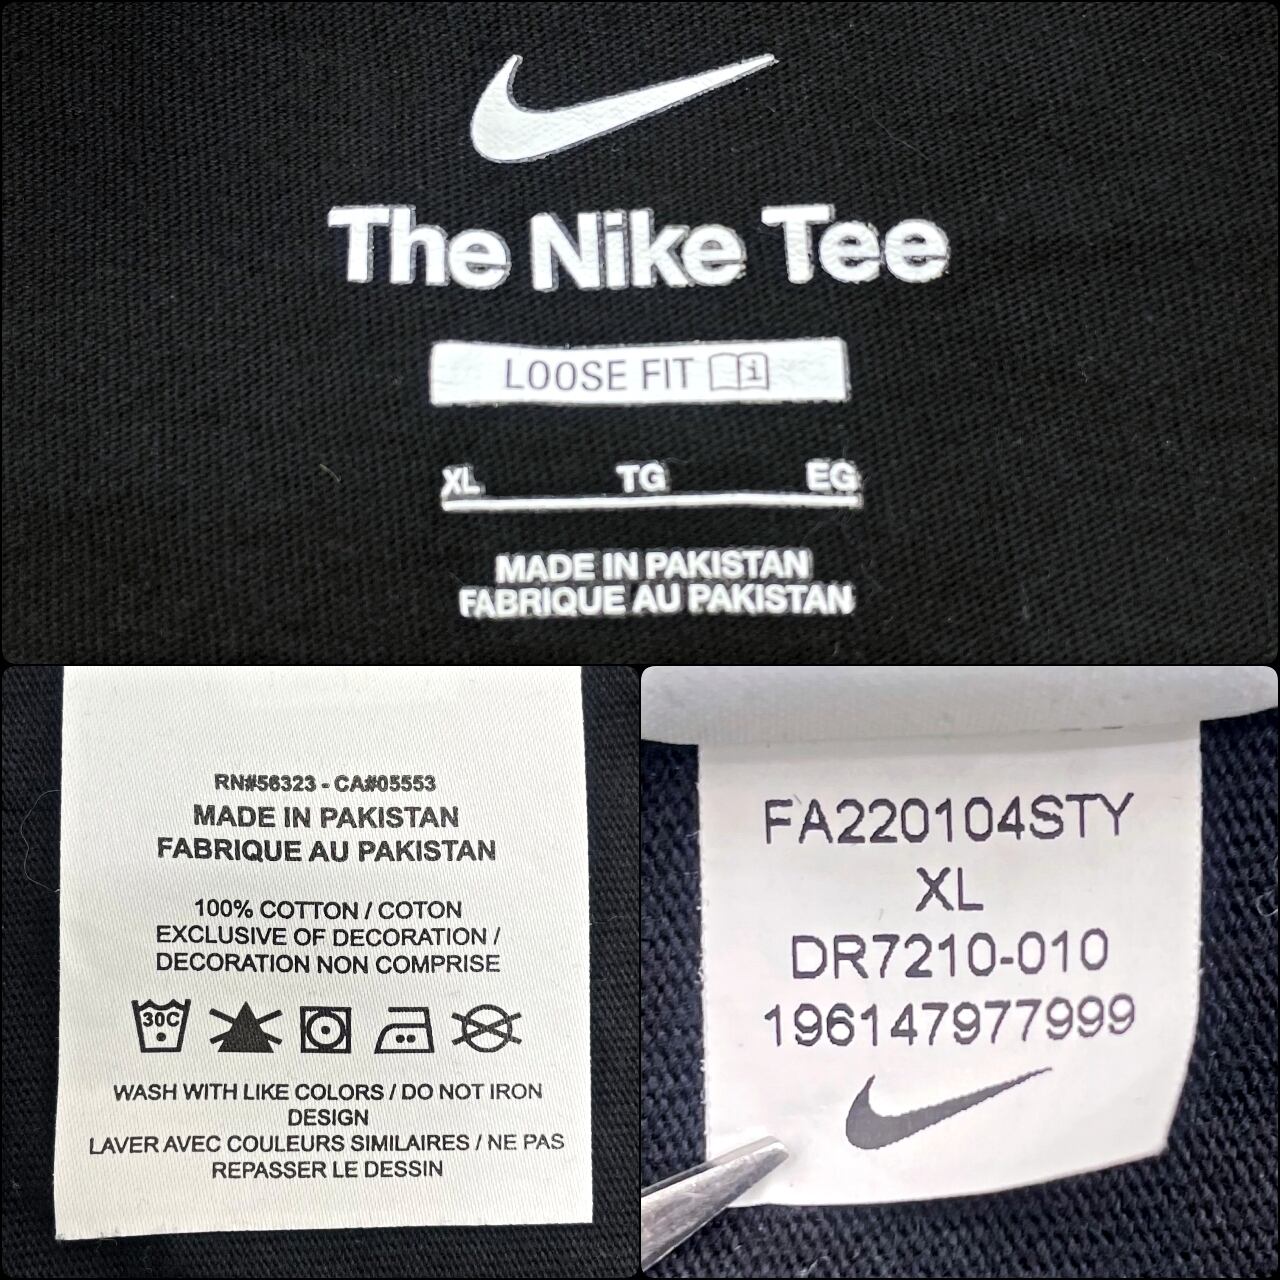 The Nike Tee
LOOSE FIT i
XL TG EG
MADE IN PAKISTAN
FABRIQUE AU PAKISTAN
RN#56323 - CA#05553
MADE IN PAKISTAN
FABRIQUE AU PAKISTAN
100% COTTON / COTON
EXCLUSIVE OF DECORATION /
DECORATION NON COMPRISE
30C
WASH WITH LIKE COLORS / DO NOT IRON
DESIGN
LAVER AVEC COULEURS SIMILAIRES / NE PAS
REPASSER LE DESSIN
FA220104STY
XL
DR7210-010
196147977999